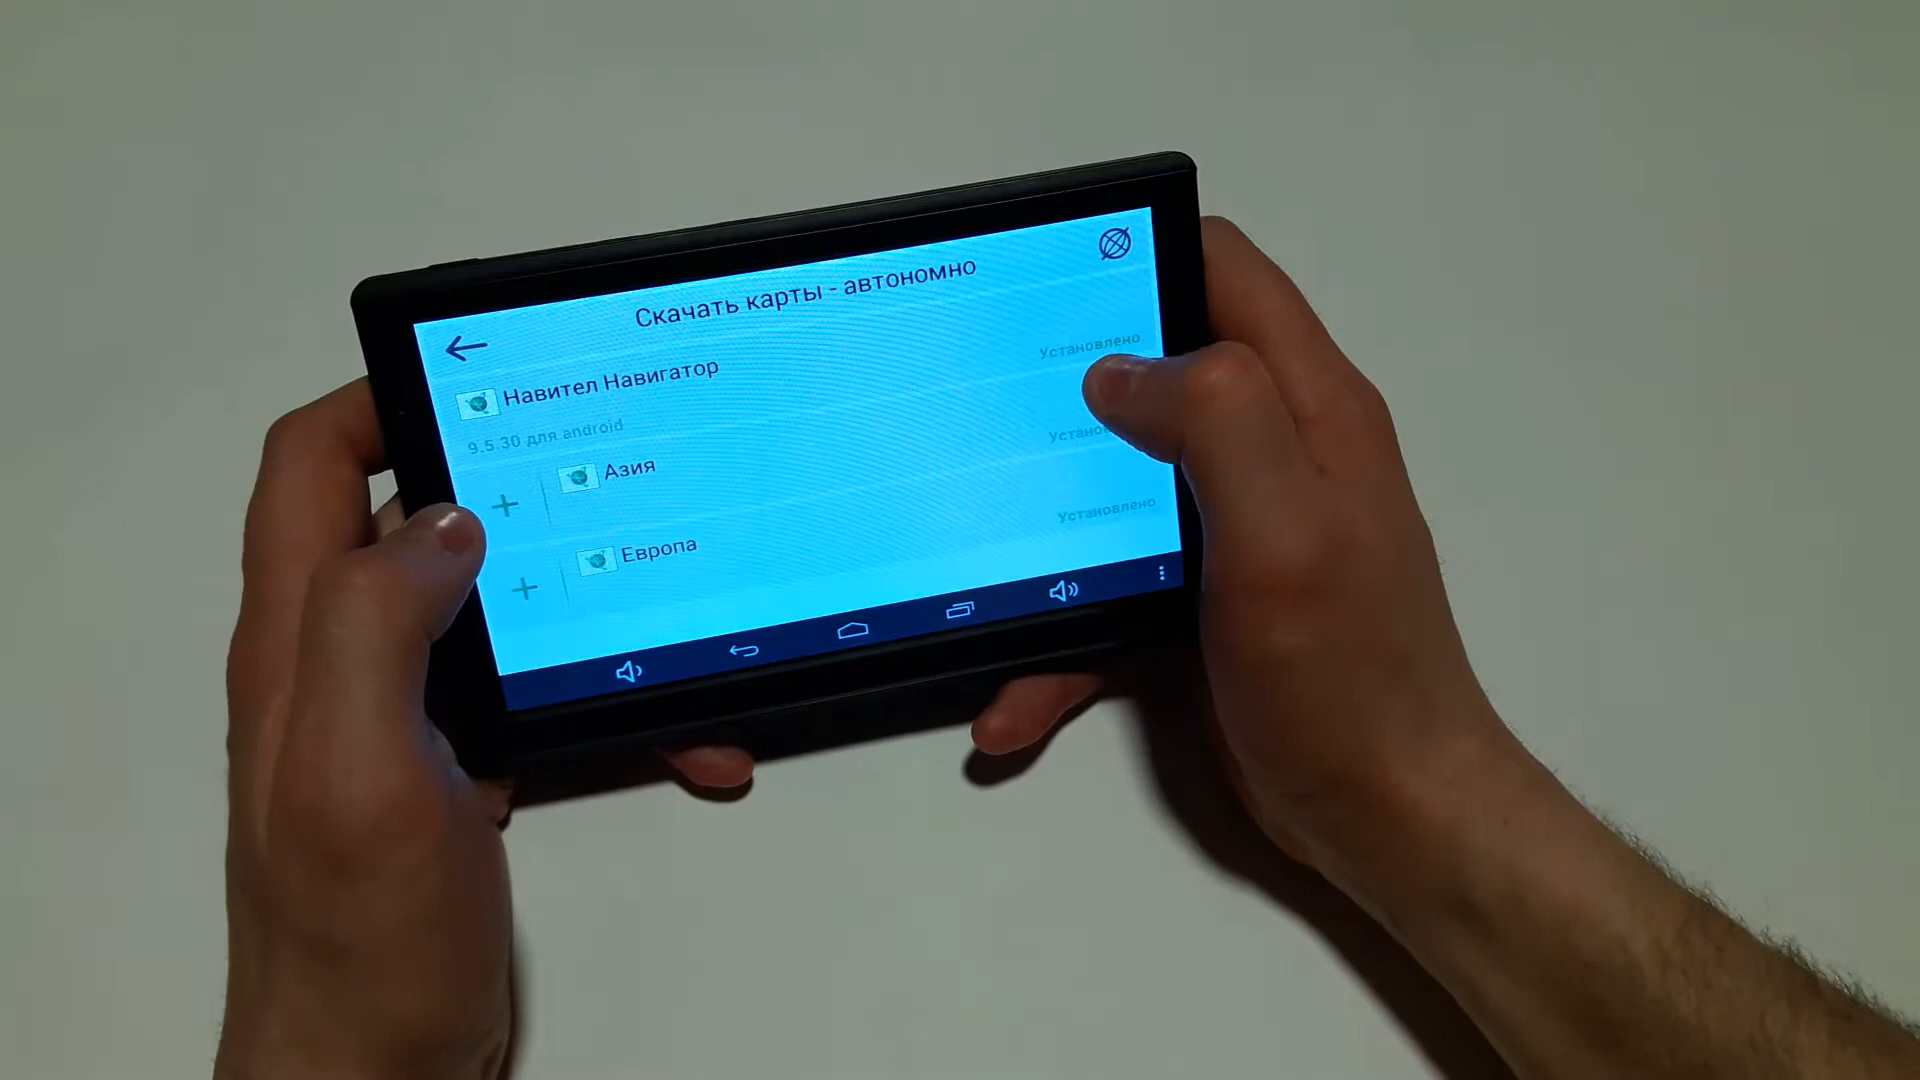 Скачать карты - автономно
Навител Навигатор
Установлено
9.5.30 для android
Азия
Европа
Установлено